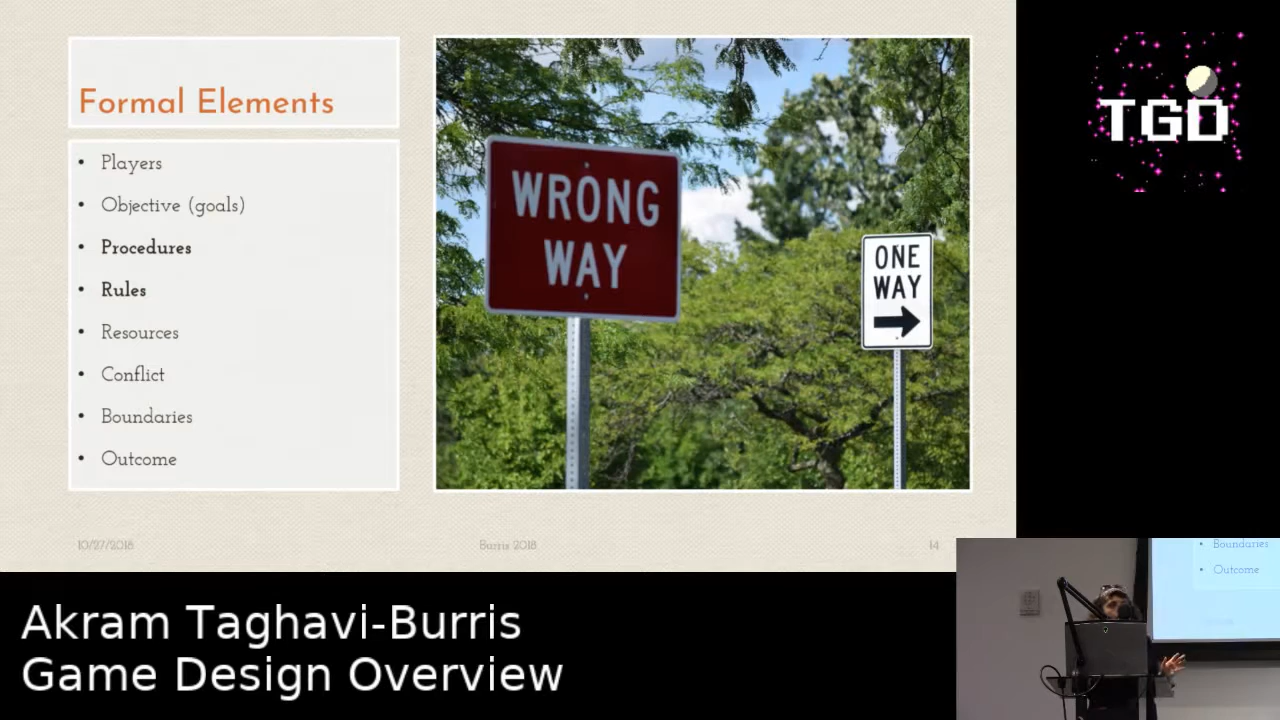 Formal Elements
• Players
• Objective (goals)
• Procedures
• Rules
• Resources
• Conflict
• Boundaries
• Outcome
WRONG
WAY
ONE
WAY
10/27/2018
Burris 2018
14
TGD
• Boundaries
• Outcome
Akram Taghavi-Burris
Game Design Overview